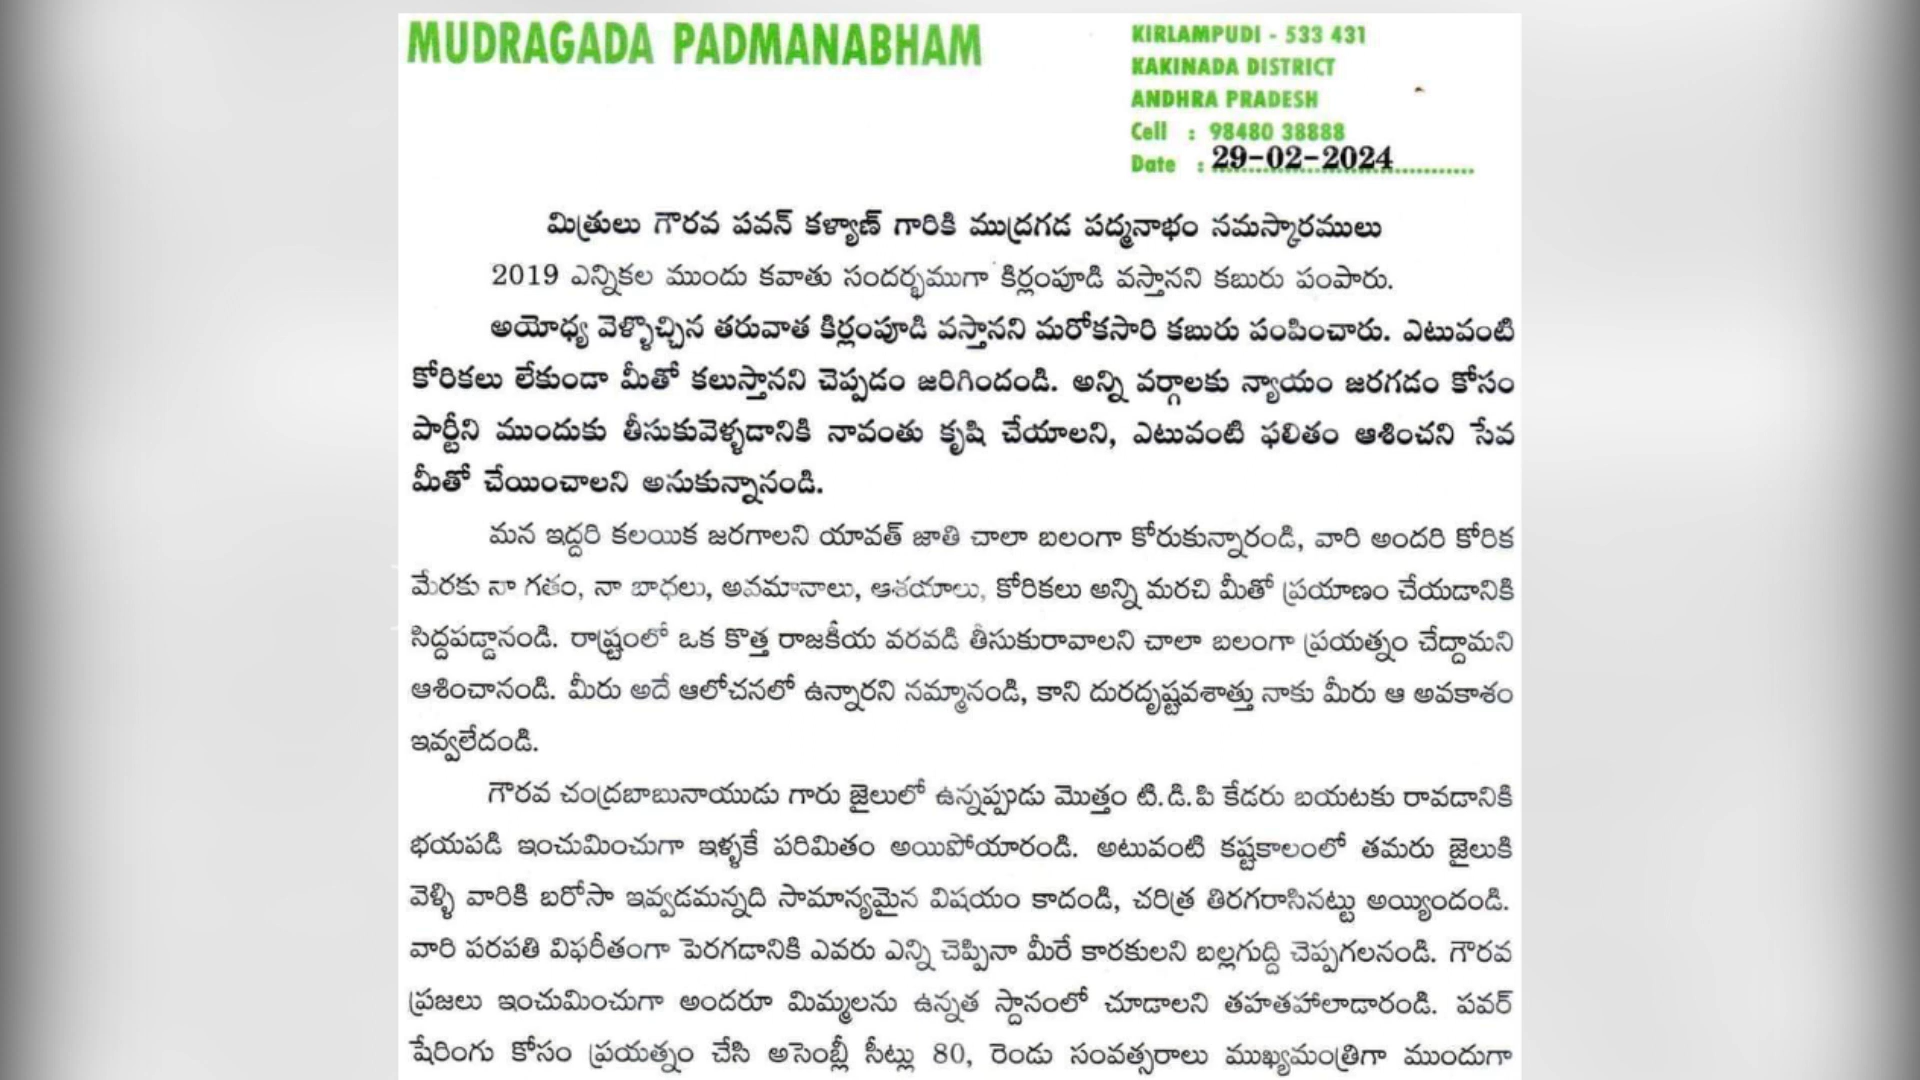 MUDRAGADA PADMANABHAM
KIRLAMPUDI - 533 431
KAKINADA DISTRICT
ANDHRA PRADESH
Cell : 98480 38888
Date : 29-02-2024
మిత్రులు గౌరవ పవన్ కళ్యాణ్ గారికి ముద్రగడ పద్మనాభం నమస్కారములు
2019 ఎన్నికల ముందు కవాతు సందర్భముగా కిర్లంపూడి వస్తానని కబురు పంపారు.
అయోధ్య వెళ్ళొచ్చిన తరువాత కిర్లంపూడి వస్తానని మరోకసారి కబురు పంపించారు. ఎటువంటి
కోరికలు లేకుండా మీతో కలుస్తానని చెప్పడం జరిగిందండి. అన్ని వర్గాలకు న్యాయం జరగడం కోసం
పార్టీని ముందుకు తీసుకువెళ్ళడానికి నావంతు కృషి చేయాలని, ఎటువంటి ఫలితం ఆశించని సేవ
మీతో చేయించాలని అనుకున్నానండి.
మన ఇద్దరి కలయిక జరగాలని యావత్ జాతి చాలా బలంగా కోరుకున్నారండి, వారి అందరి కోరిక
మేరకు నా గతం, నా బాధలు, అవమానాలు, ఆశయాలు, కోరికలు అన్ని మరచి మీతో ప్రయాణం చేయడానికి
సిద్దపడ్డానండి. రాష్ట్రంలో ఒక కొత్త రాజకీయ వరవడి తీసుకురావాలని చాలా బలంగా ప్రయత్నం చేద్దామని
ఆశించానండి. మీరు అదే ఆలోచనలో ఉన్నారని నమ్మానండి, కాని దురదృష్టవశాత్తు నాకు మీరు ఆ అవకాశం
ఇవ్వలేదండి.
గౌరవ చంద్రబాబునాయుడు గారు జైలులో ఉన్నప్పుడు మొత్తం టి.డి.పి కేడరు బయటకు రావడానికి
భయపడి ఇంచుమించుగా ఇళ్ళకే పరిమితం అయిపోయారండి. అటువంటి కష్టకాలంలో తమరు జైలుకి
వెళ్ళి వారికి బరోసా ఇవ్వడమన్నది సామాన్యమైన విషయం కాదండి, చరిత్ర తిరగరాసినట్టు అయ్యిందండి.
వారి పరపతి విఫరీతంగా పెరగడానికి ఎవరు ఎన్ని చెప్పినా మీరే కారకులని బల్లగుద్ది చెప్పగలనండి. గౌరవ
ప్రజలు ఇంచుమించుగా అందరూ మిమ్మలను ఉన్నత స్దానంలో చూడాలని తహతహాలాడారండి. పవర్
షేరింగు కోసం ప్రయత్నం చేసి అసెంబ్లీ సీట్లు 80, రెండు సంవత్సరాలు ముఖ్యమంత్రిగా ముందుగా